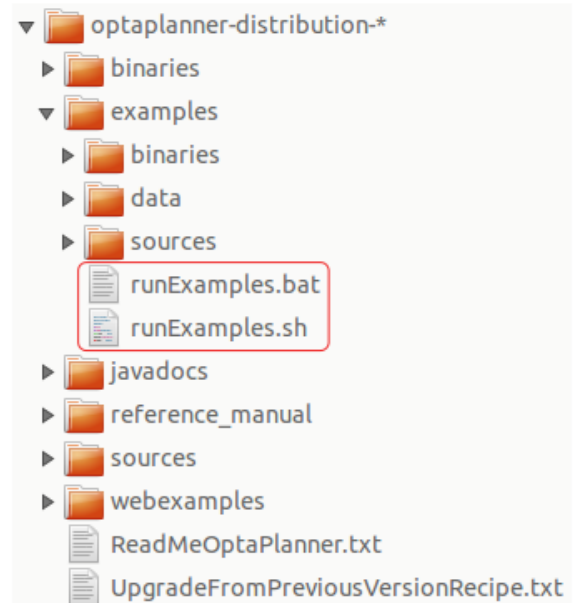 optaplanner-distribution-*
binaries
examples
binaries
data
sources
runExamples.bat
runExamples.sh
javadocs
reference_manual
sources
webexamples
ReadMeOptaPlanner.txt
UpgradeFromPreviousVersionRecipe.txt